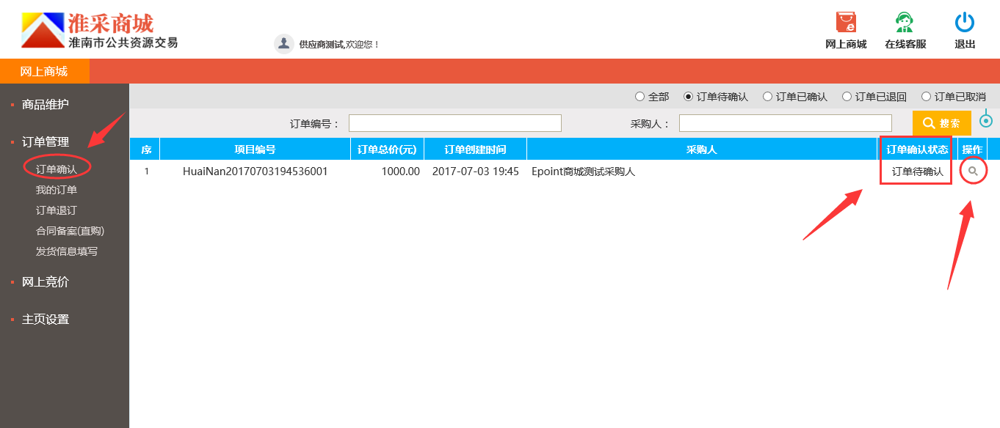 淮采商城
淮南市公共资源交易
供应商测试,欢迎您！
网上商城
在线客服
退出
网上商城
商品维护
订单管理
订单确认
我的订单
订单退订
合同备案(直购)
发货信息填写
网上竞价
主页设置
全部 订单待确认 订单已确认 订单已退回 订单已取消
订单编号： 采购人： 搜索
序 项目编号 订单总价(元) 订单创建时间 采购人 订单确认状态 操作
1 HuaiNan20170703194536001 1000.00 2017-07-03 19:45 Epoint商城测试采购人 订单待确认